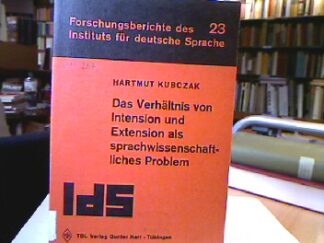 Forschungsberichte des 23
Instituts für deutsche Sprache
HARTMUT KUBCZAK
Das Verhältnis von
Intension und
Extension als
sprachwissenschaft-
liches Problem
Ids
TBL Verlag Gunter Narr · Tübingen